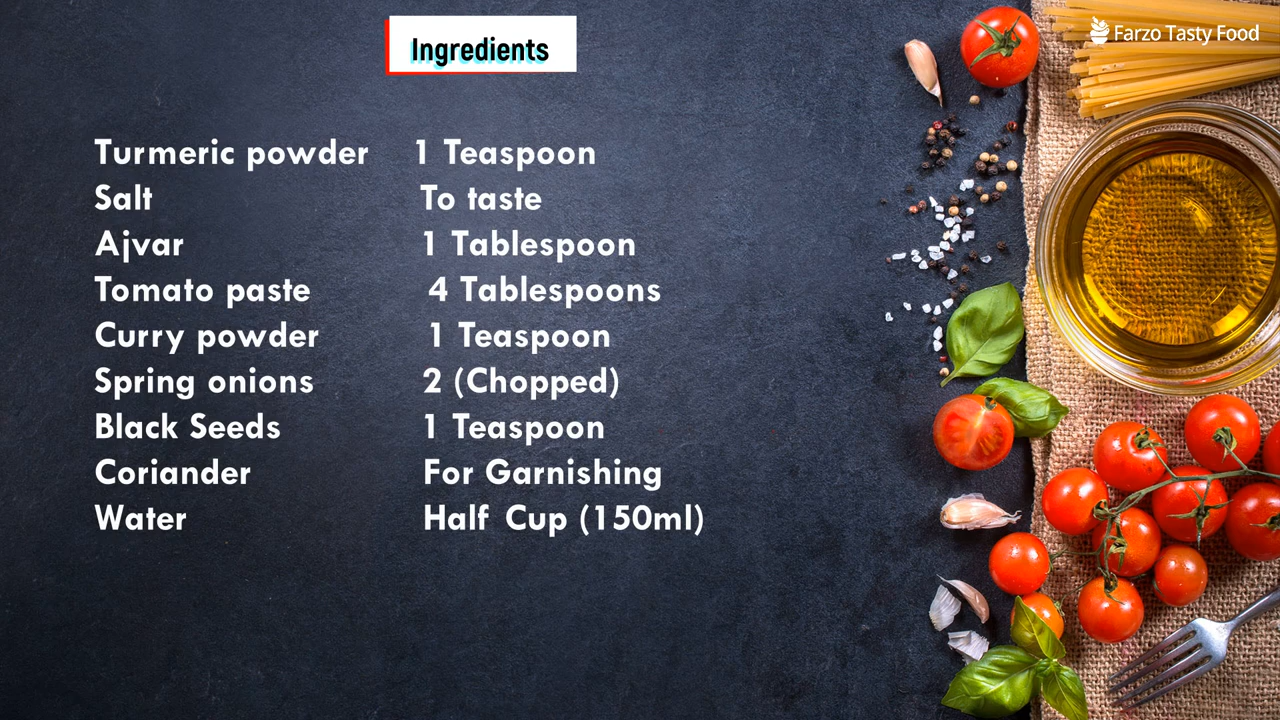 Ingredients
Farzo Tasty Food
Turmeric powder 1 Teaspoon
Salt To taste
Ajvar 1 Tablespoon
Tomato paste 4 Tablespoons
Curry powder 1 Teaspoon
Spring onions 2 (Chopped)
Black Seeds 1 Teaspoon
Coriander For Garnishing
Water Half Cup (150ml)